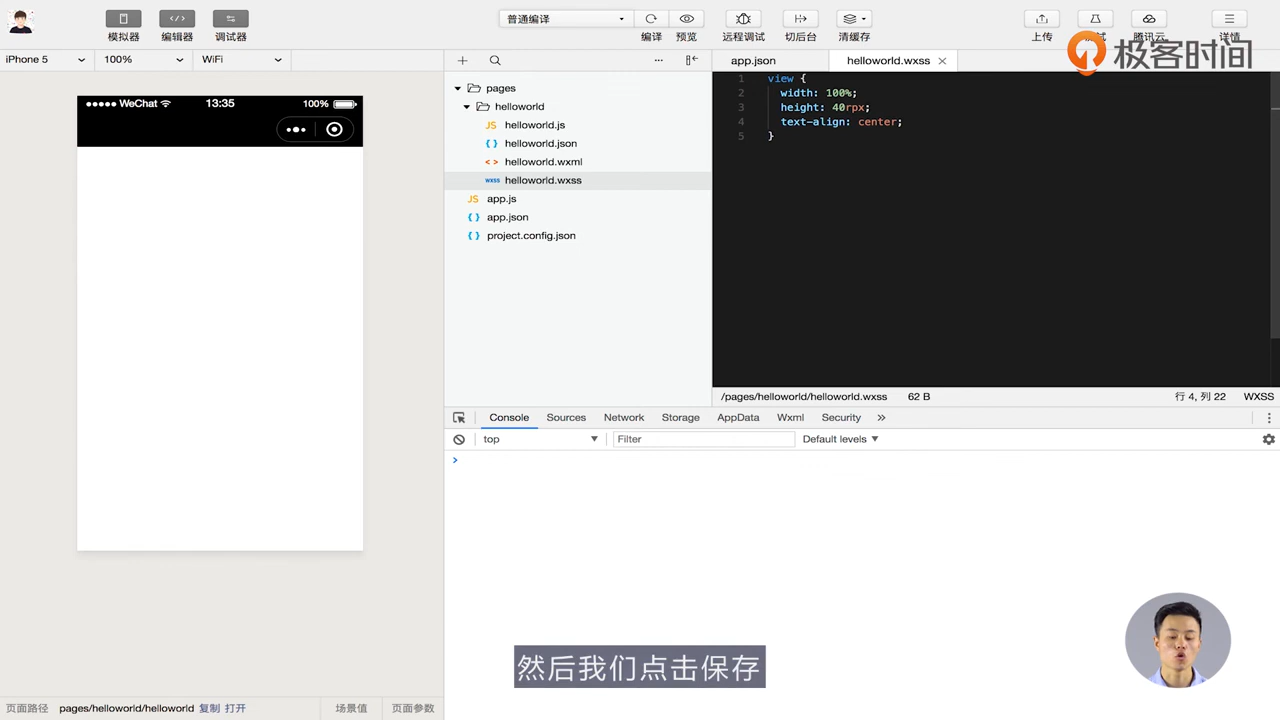 模拟器
编辑器
调试器
普通编译
编译
预览
远程调试
切后台
清缓存
上传
腾讯云
详情
极客时间
iPhone 5
100%
WiFi
WeChat
13:35
100%
pages
helloworld
helloworld.js
helloworld.json
helloworld.wxml
wxss helloworld.wxss
JS app.js
app.json
project.config.json
app.json
helloworld.wxss
1 view {
2 width: 100%;
3 height: 40rpx;
4 text-align: center;
5 }
/pages/helloworld/helloworld.wxss
62 B
行 4, 列 22
WXSS
Console
Sources
Network
Storage
AppData
Wxml
Security
top
Filter
Default levels
然后我们点击保存
页面路径
pages/helloworld/helloworld
复制
打开
场景值
页面参数